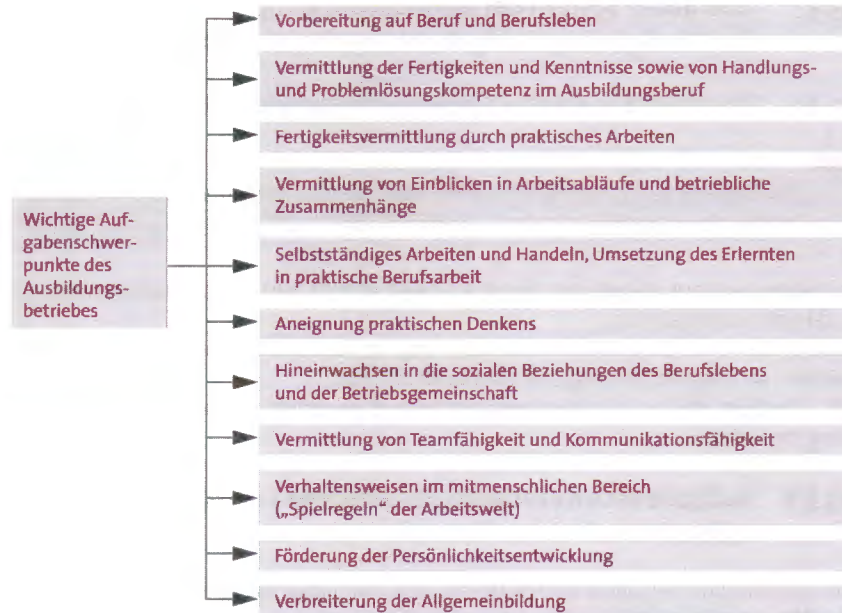 Vorbereitung auf Beruf und Berufsleben
Vermittlung der Fertigkeiten und Kenntnisse sowie von Handlungs-
und Problemlösungskompetenz im Ausbildungsberuf
Fertigkeitsvermittlung durch praktisches Arbeiten
Vermittlung von Einblicken in Arbeitsabläufe und betriebliche
Zusammenhänge
Wichtige Auf-
gabenschwer-
punkte des
Ausbildungs-
betriebes
Selbstständiges Arbeiten und Handeln, Umsetzung des Erlernten
in praktische Berufsarbeit
Aneignung praktischen Denkens
Hineinwachsen in die sozialen Beziehungen des Berufslebens
und der Betriebsgemeinschaft
Vermittlung von Teamfähigkeit und Kommunikationsfähigkeit
Verhaltensweisen im mitmenschlichen Bereich
(„Spielregeln“ der Arbeitswelt)
Förderung der Persönlichkeitsentwicklung
Verbreiterung der Allgemeinbildung